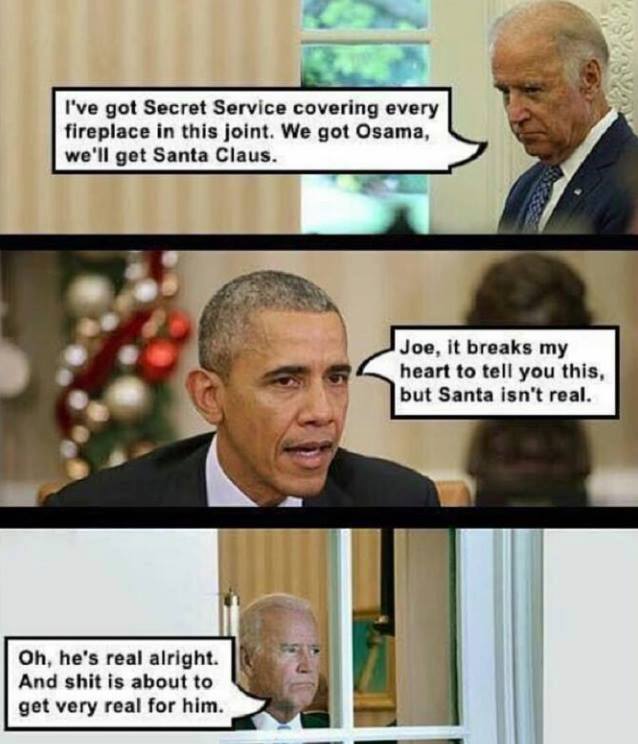 I've got Secret Service covering every
fireplace in this joint. We got Osama,
we'll get Santa Claus.
Joe, it breaks my
heart to tell you this,
but Santa isn't real.
Oh, he's real alright.
And shit is about to
get very real for him.